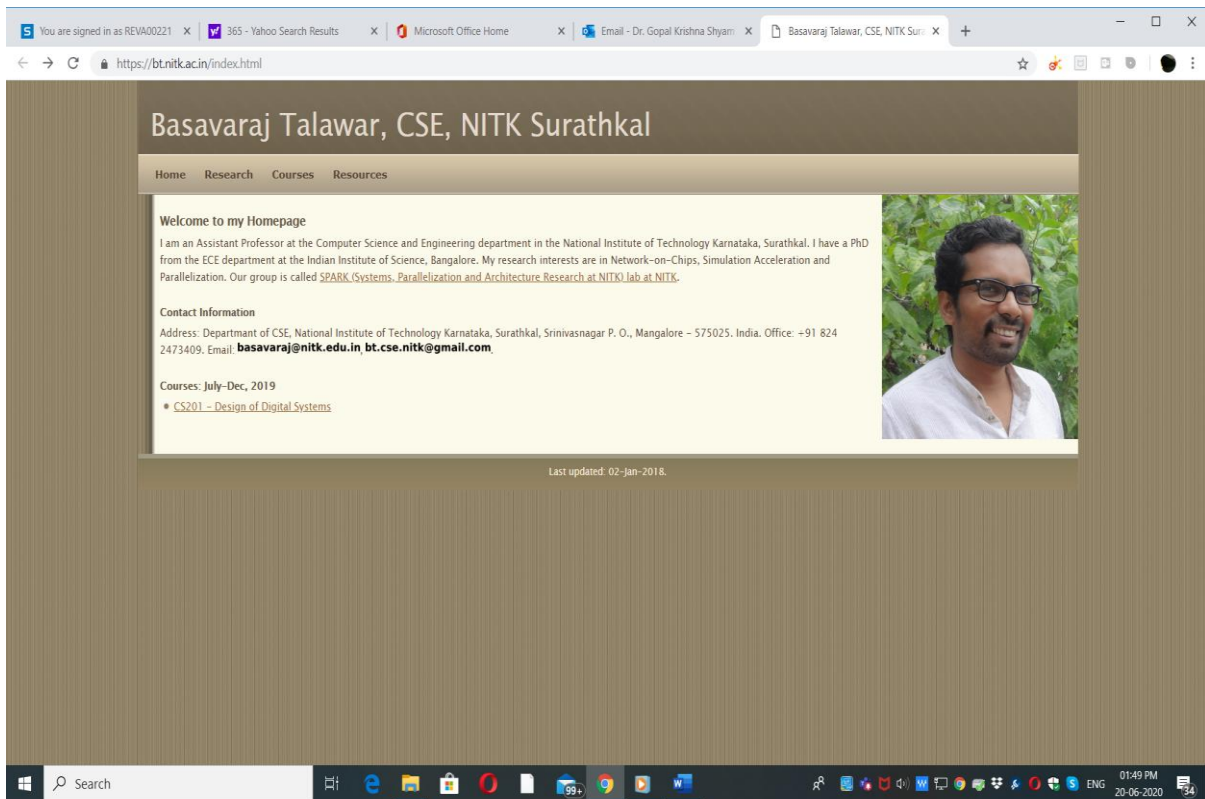 You are signed in as REVA00221
365 - Yahoo Search Results
Microsoft Office Home
Email - Dr. Gopal Krishna Shyam
Basavaraj Talawar, CSE, NITK Sura
https://bt.nitk.ac.in/index.html
Basavaraj Talawar, CSE, NITK Surathkal
Home Research Courses Resources
Welcome to my Homepage
I am an Assistant Professor at the Computer Science and Engineering department in the National Institute of Technology Karnataka, Surathkal. I have a PhD
from the ECE department at the Indian Institute of Science, Bangalore. My research interests are in Network-on-Chips, Simulation Acceleration and
Parallelization. Our group is called SPARK (Systems, Parallelization and Architecture Research at NITK) lab at NITK.
Contact Information
Address: Departmant of CSE, National Institute of Technology Karnataka, Surathkal, Srinivasnagar P. O., Mangalore - 575025. India. Office: +91 824
2473409. Email: basavaraj@nitk.edu.in, bt.cse.nitk@gmail.com.
Courses: July-Dec, 2019
CS201 - Design of Digital Systems
Last updated: 02-Jan-2018.
Search
99+
ENG
01:49 PM
20-06-2020
34